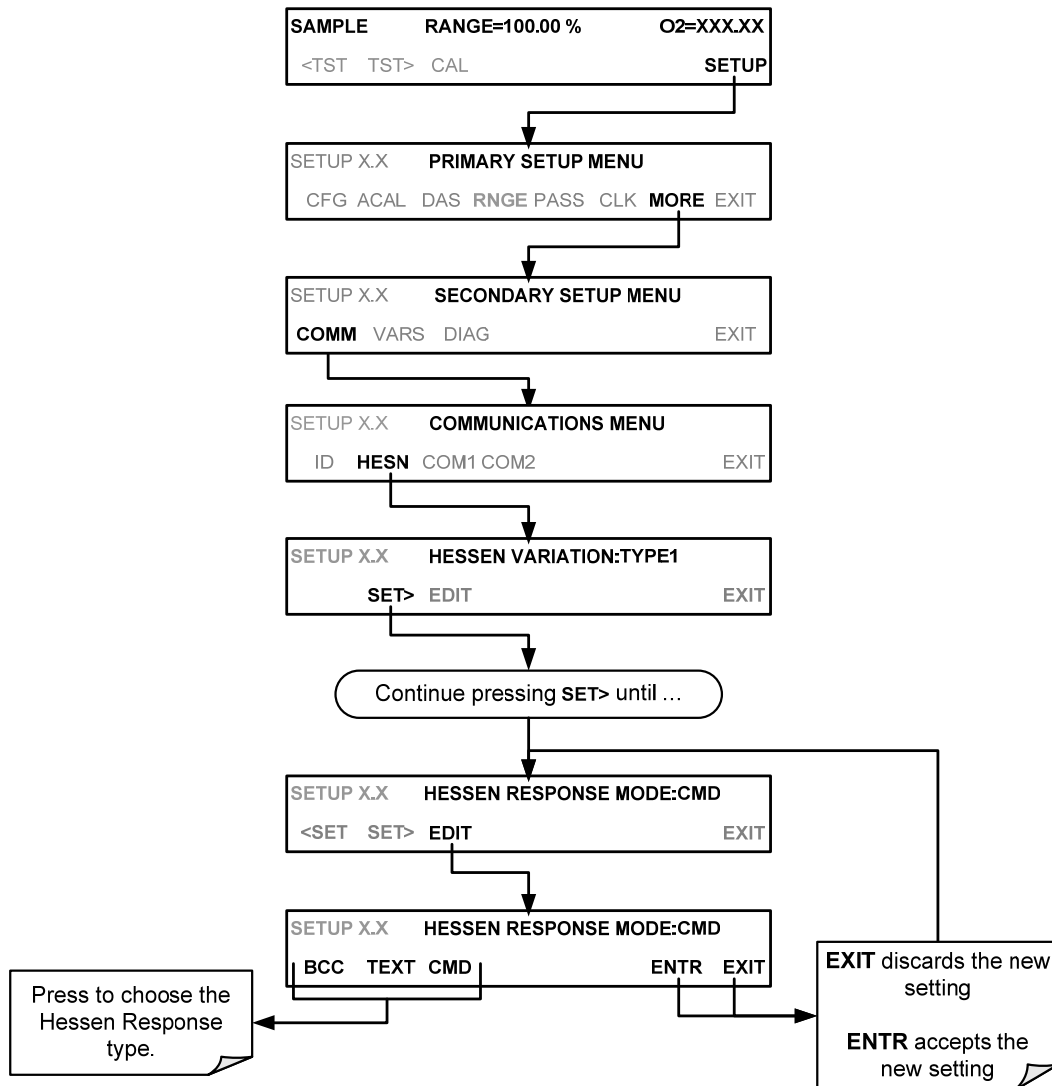 SAMPLE RANGE=100.00 % O2=XXX.XX
<TST TST> CAL SETUP
SETUP X.X PRIMARY SETUP MENU
CFG ACAL DAS RNGE PASS CLK MORE EXIT
SETUP X.X SECONDARY SETUP MENU
COMM VARS DIAG EXIT
SETUP X.X COMMUNICATIONS MENU
ID HESN COM1 COM2 EXIT
SETUP X.X HESSEN VARIATION:TYPE1
SET> EDIT EXIT
Continue pressing SET> until ...
SETUP X.X HESSEN RESPONSE MODE:CMD
<SET SET> EDIT EXIT
SETUP X.X HESSEN RESPONSE MODE:CMD
BCC TEXT CMD ENTR EXIT
Press to choose the
Hessen Response
type.
EXIT discards the new
setting
ENTR accepts the
new setting